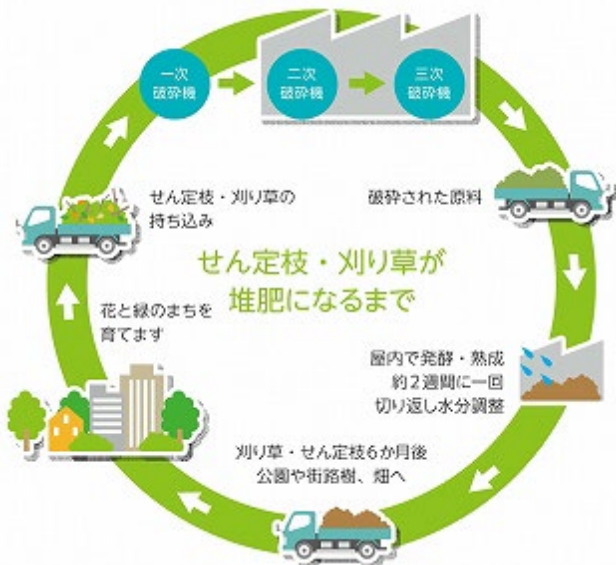 一次
破砕機
二次
破砕機
三次
破砕機
せん定枝・刈り草の
持ち込み
破砕された原料
せん定枝・刈り草が
堆肥になるまで
花と緑のまちを
育てます
屋内で発酵・熟成
約2週間に一回
切り返し水分調整
刈り草・せん定枝6か月後
公園や街路樹、畑へ